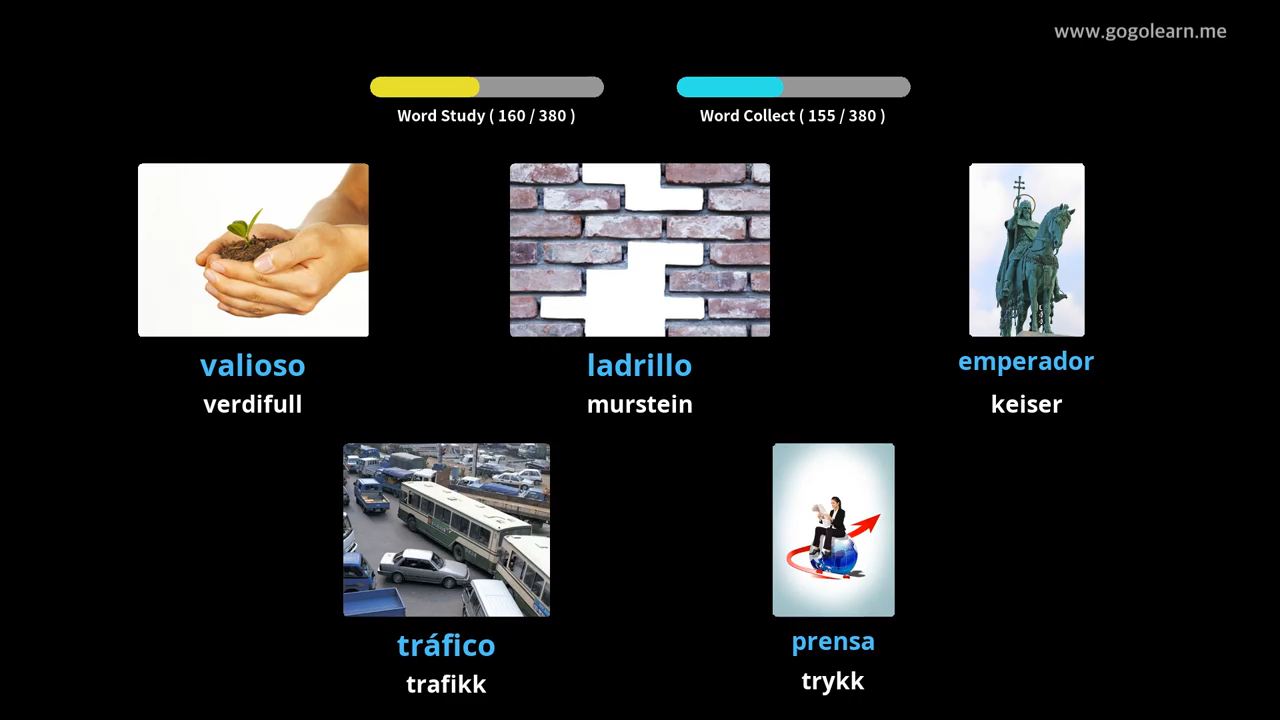 www.gogolearn.me
Word Study ( 160 / 380 )
Word Collect ( 155 / 380 )
valioso
verdifull
ladrillo
murstein
emperador
keiser
tráfico
trafikk
prensa
trykk